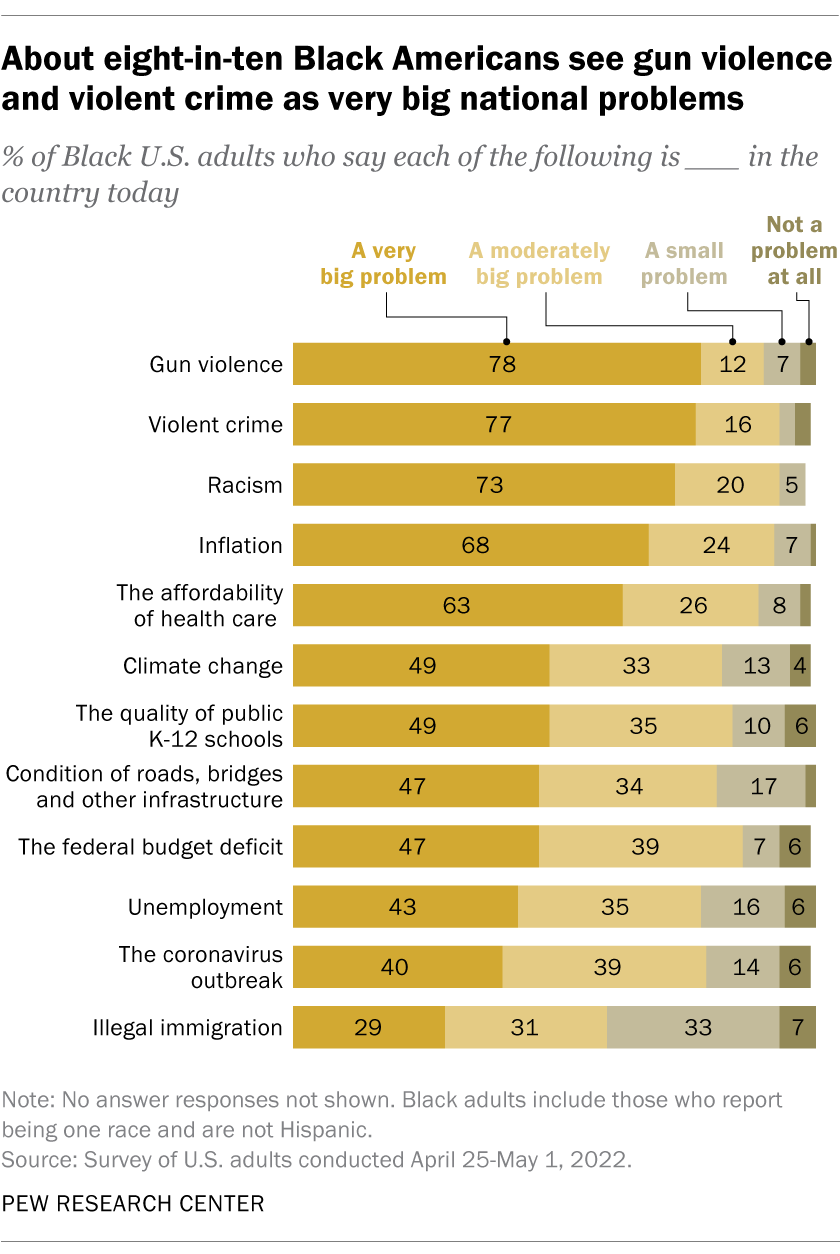 About eight-in-ten Black Americans see gun violence
and violent crime as very big national problems
% of Black U.S. adults who say each of the following is ____ in the
country today
A very
big problem
A moderately
big problem
A small
problem
Not a
problem
at all
Gun violence 78 12 7
Violent crime 77 16
Racism 73 20 5
Inflation 68 24 7
The affordability
of health care 63 26 8
Climate change 49 33 13 4
The quality of public
K-12 schools 49 35 10 6
Condition of roads, bridges
and other infrastructure 47 34 17
The federal budget deficit 47 39 7 6
Unemployment 43 35 16 6
The coronavirus
outbreak 40 39 14 6
Illegal immigration 29 31 33 7
Note: No answer responses not shown. Black adults include those who report
being one race and are not Hispanic.
Source: Survey of U.S. adults conducted April 25-May 1, 2022.
PEW RESEARCH CENTER